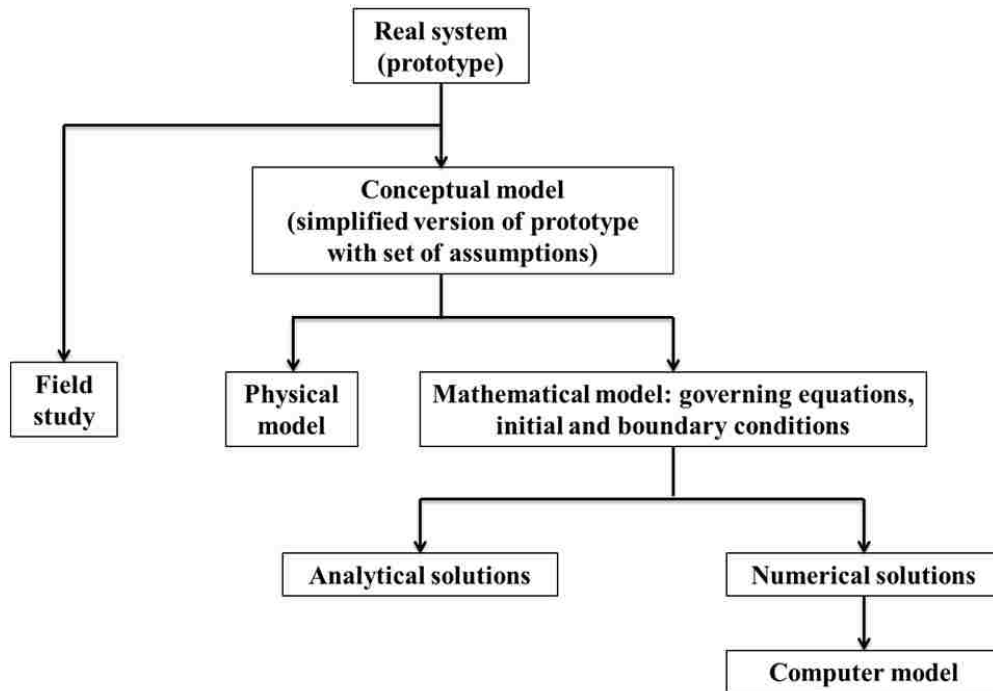 Real system
(prototype)
Conceptual model
(simplified version of prototype
with set of assumptions)
Field
study
Physical
model
Mathematical model: governing equations,
initial and boundary conditions
Analytical solutions
Numerical solutions
Computer model